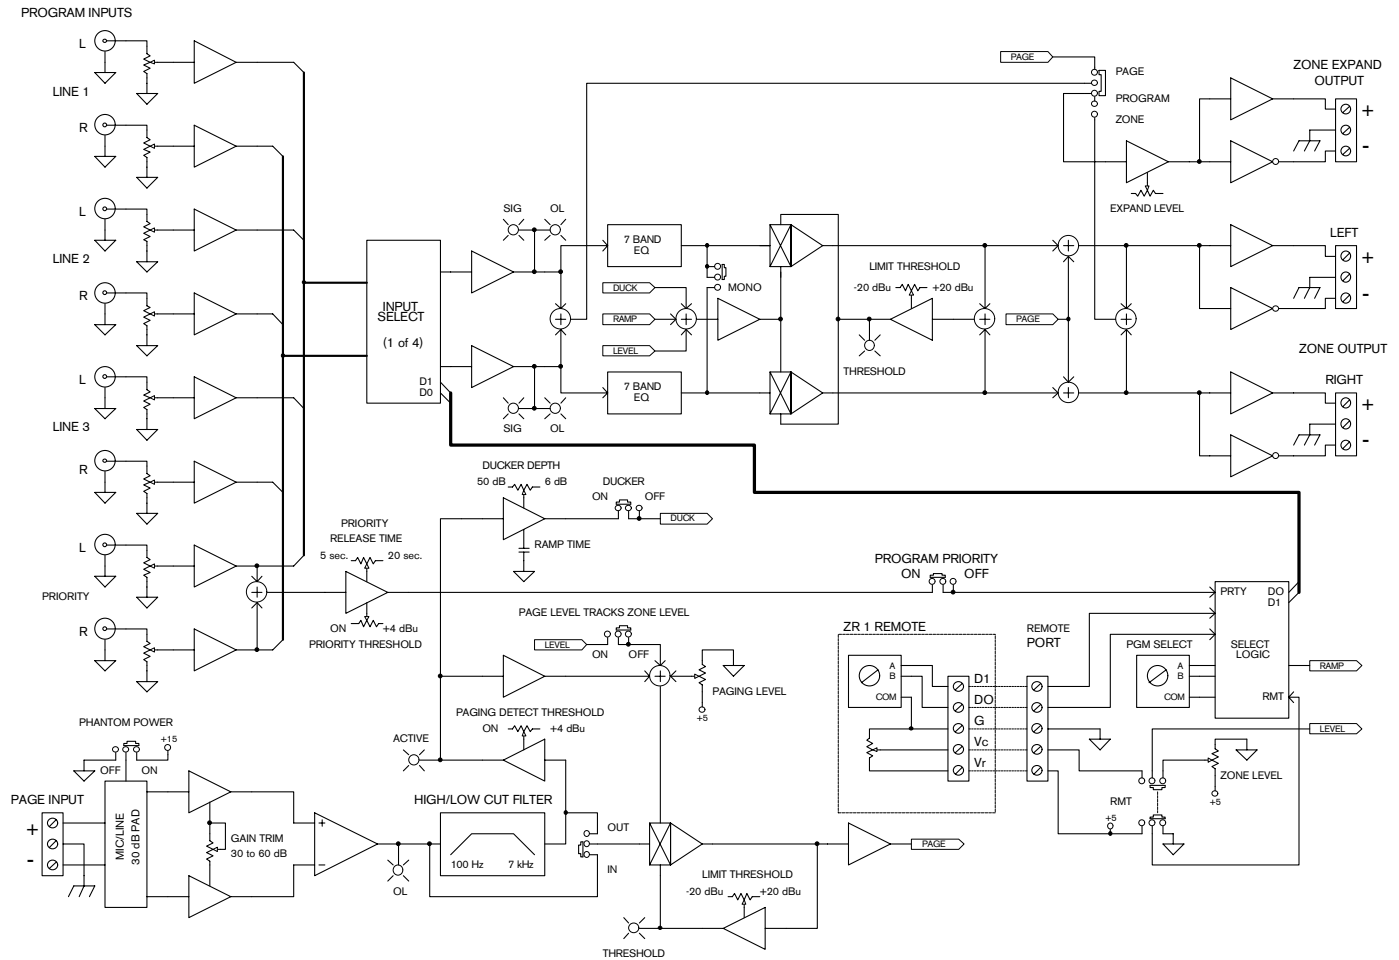 PROGRAM INPUTS
L
LINE 1
R
L
LINE 2
R
L
LINE 3
R
L
PRIORITY
R
INPUT
SELECT
(1 of 4)
D1
D0
SIG
OL
SIG
OL
7 BAND
EQ
7 BAND
EQ
DUCK
RAMP
LEVEL
MONO
LIMIT THRESHOLD
-20 dBu
+20 dBu
THRESHOLD
PAGE
PAGE
PAGE
PROGRAM
ZONE
EXPAND LEVEL
ZONE EXPAND
OUTPUT
+
-
LEFT
+
-
ZONE OUTPUT
RIGHT
+
-
DUCKER DEPTH
50 dB
6 dB
DUCKER
ON
OFF
DUCK
RAMP TIME
PRIORITY
RELEASE TIME
5 sec.
20 sec.
ON
+4 dBu
PRIORITY THRESHOLD
PROGRAM PRIORITY
ON
OFF
PAGE LEVEL TRACKS ZONE LEVEL
LEVEL
ON
OFF
PAGING LEVEL
+5
PAGING DETECT THRESHOLD
ON
+4 dBu
ACTIVE
ZR 1 REMOTE
A
B
COM
D1
DO
G
Vc
Vr
REMOTE
PORT
PGM SELECT
A
B
COM
PRTY
DO
D1
SELECT
LOGIC
RMT
RAMP
LEVEL
ZONE LEVEL
+5
RMT
+5
PHANTOM POWER
+15
OFF
ON
PAGE INPUT
+
-
MIC/LINE
30 dB PAD
GAIN TRIM
30 to 60 dB
+
−
OL
HIGH/LOW CUT FILTER
100 Hz
7 kHz
OUT
IN
LIMIT THRESHOLD
-20 dBu
+20 dBu
THRESHOLD
PAGE